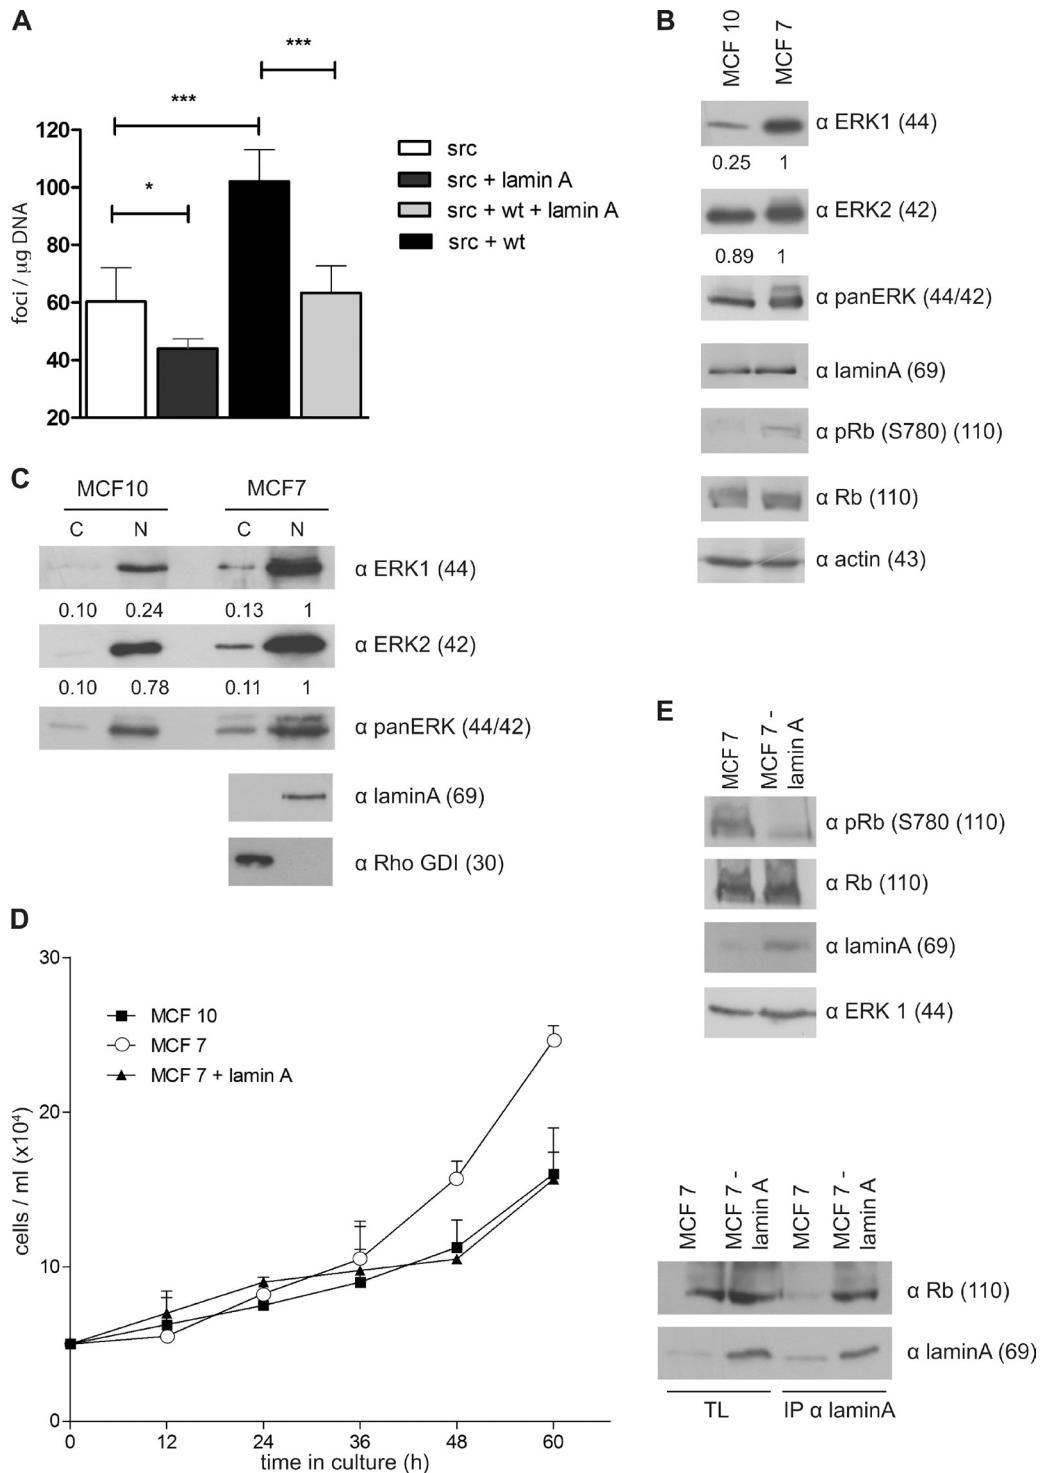 A
***
***
*
120
100
80
60
40
20
foci / μg DNA
src
src + lamin A
src + wt + lamin A
src + wt
B
MCF 10
MCF 7
α ERK1 (44)
0.25 1
α ERK2 (42)
0.89 1
α panERK (44/42)
α laminA (69)
α pRb (S780) (110)
α Rb (110)
α actin (43)
C
MCF10 MCF7
C N C N
α ERK1 (44)
0.10 0.24 0.13 1
α ERK2 (42)
0.10 0.78 0.11 1
α panERK (44/42)
α laminA (69)
α Rho GDI (30)
D
30
20
10
0
cells / ml (x10⁴)
MCF 10
MCF 7
MCF 7 + lamin A
0 12 24 36 48 60
time in culture (h)
E
MCF 7
MCF 7 -
lamin A
α pRb (S780 (110)
α Rb (110)
α laminA (69)
α ERK 1 (44)
MCF 7
MCF 7 -
lamin A
MCF 7
MCF 7 -
lamin A
α Rb (110)
α laminA (69)
TL IP α laminA